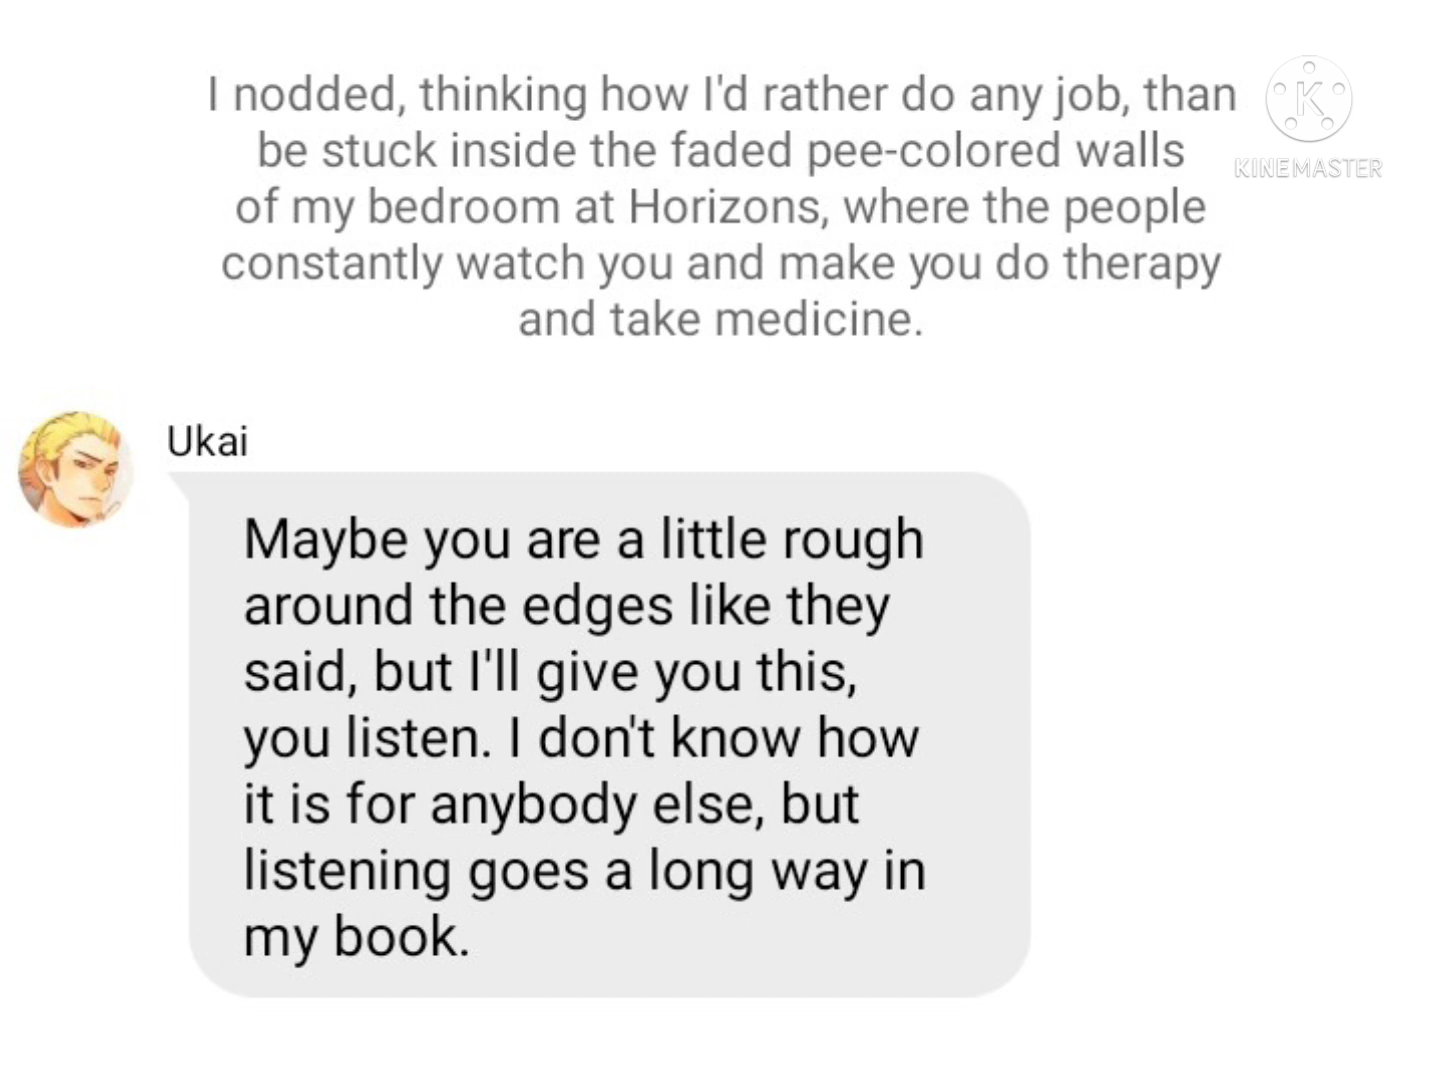 I nodded, thinking how I'd rather do any job, than
be stuck inside the faded pee-colored walls
of my bedroom at Horizons, where the people
constantly watch you and make you do therapy
and take medicine.
K
KINEMASTER
Ukai
Maybe you are a little rough
around the edges like they
said, but I'll give you this,
you listen. I don't know how
it is for anybody else, but
listening goes a long way in
my book.